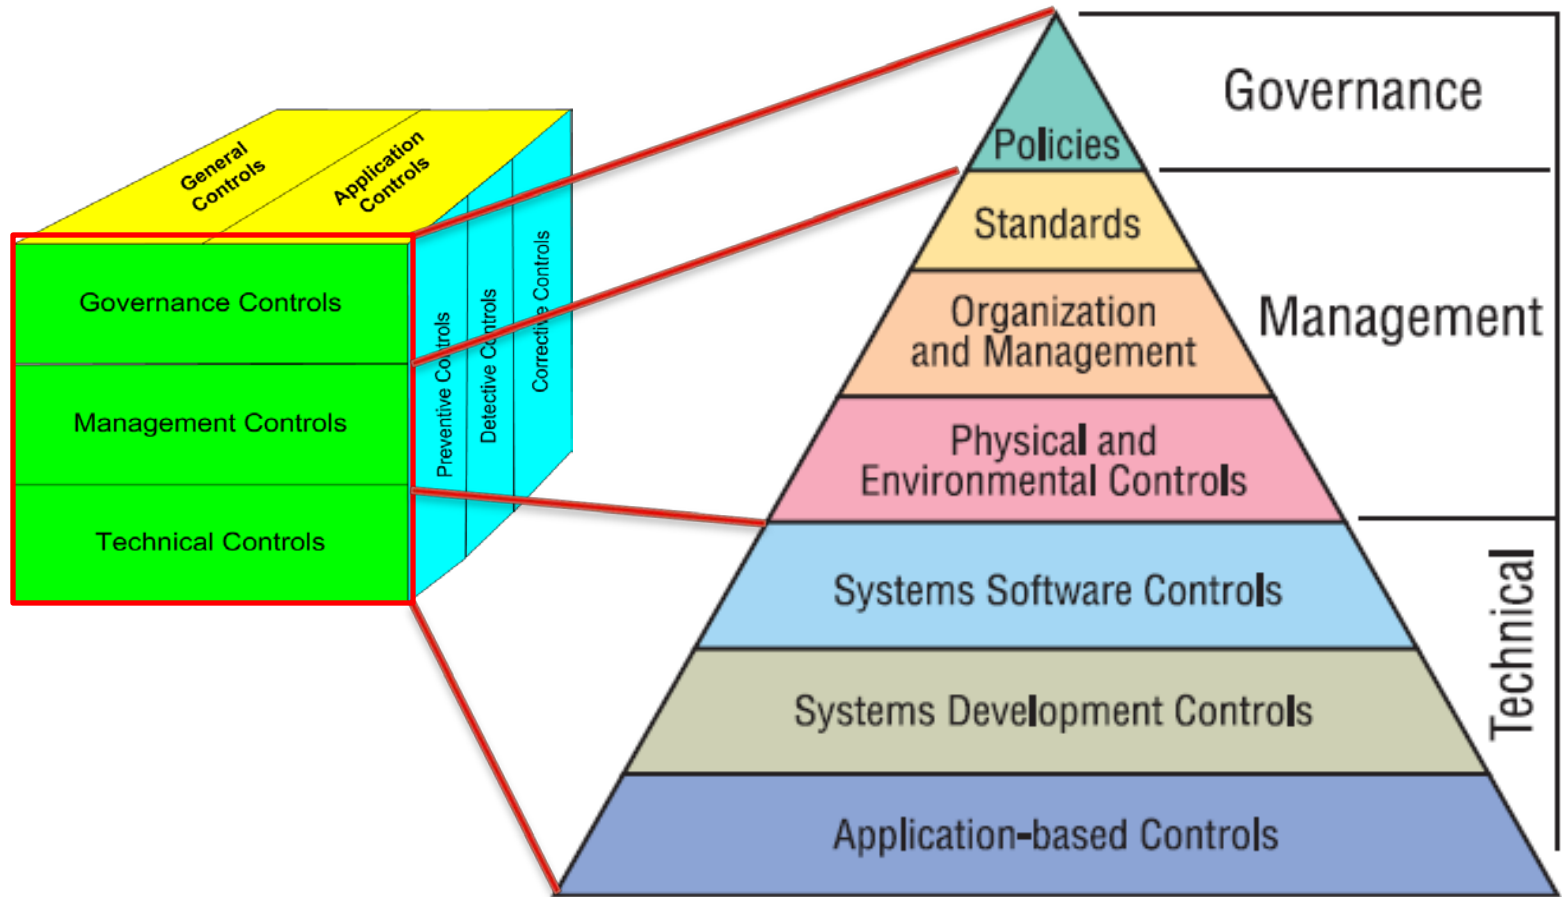 General
Controls
Application
Controls
Governance Controls
Management Controls
Technical Controls
Preventive Controls
Detective Controls
Corrective Controls
Policies
Standards
Organization
and Management
Physical and
Environmental Controls
Systems Software Controls
Systems Development Controls
Application-based Controls
Governance
Management
Technical